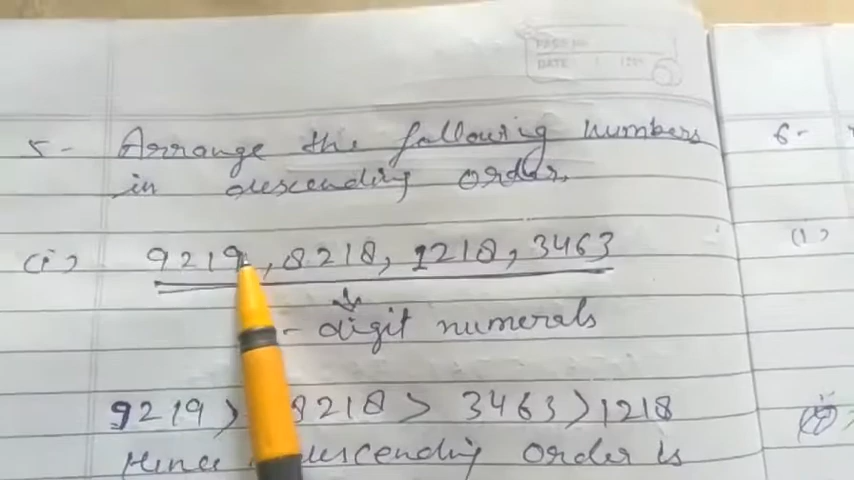 PAGE NO
DATE
5- Arrange the following numbers
in descending order.
(i) 9219, 8218, 1218, 3463
- digit numerals
9219 > 8218 > 3463 > 1218
Hence descending order is
6-
(i)